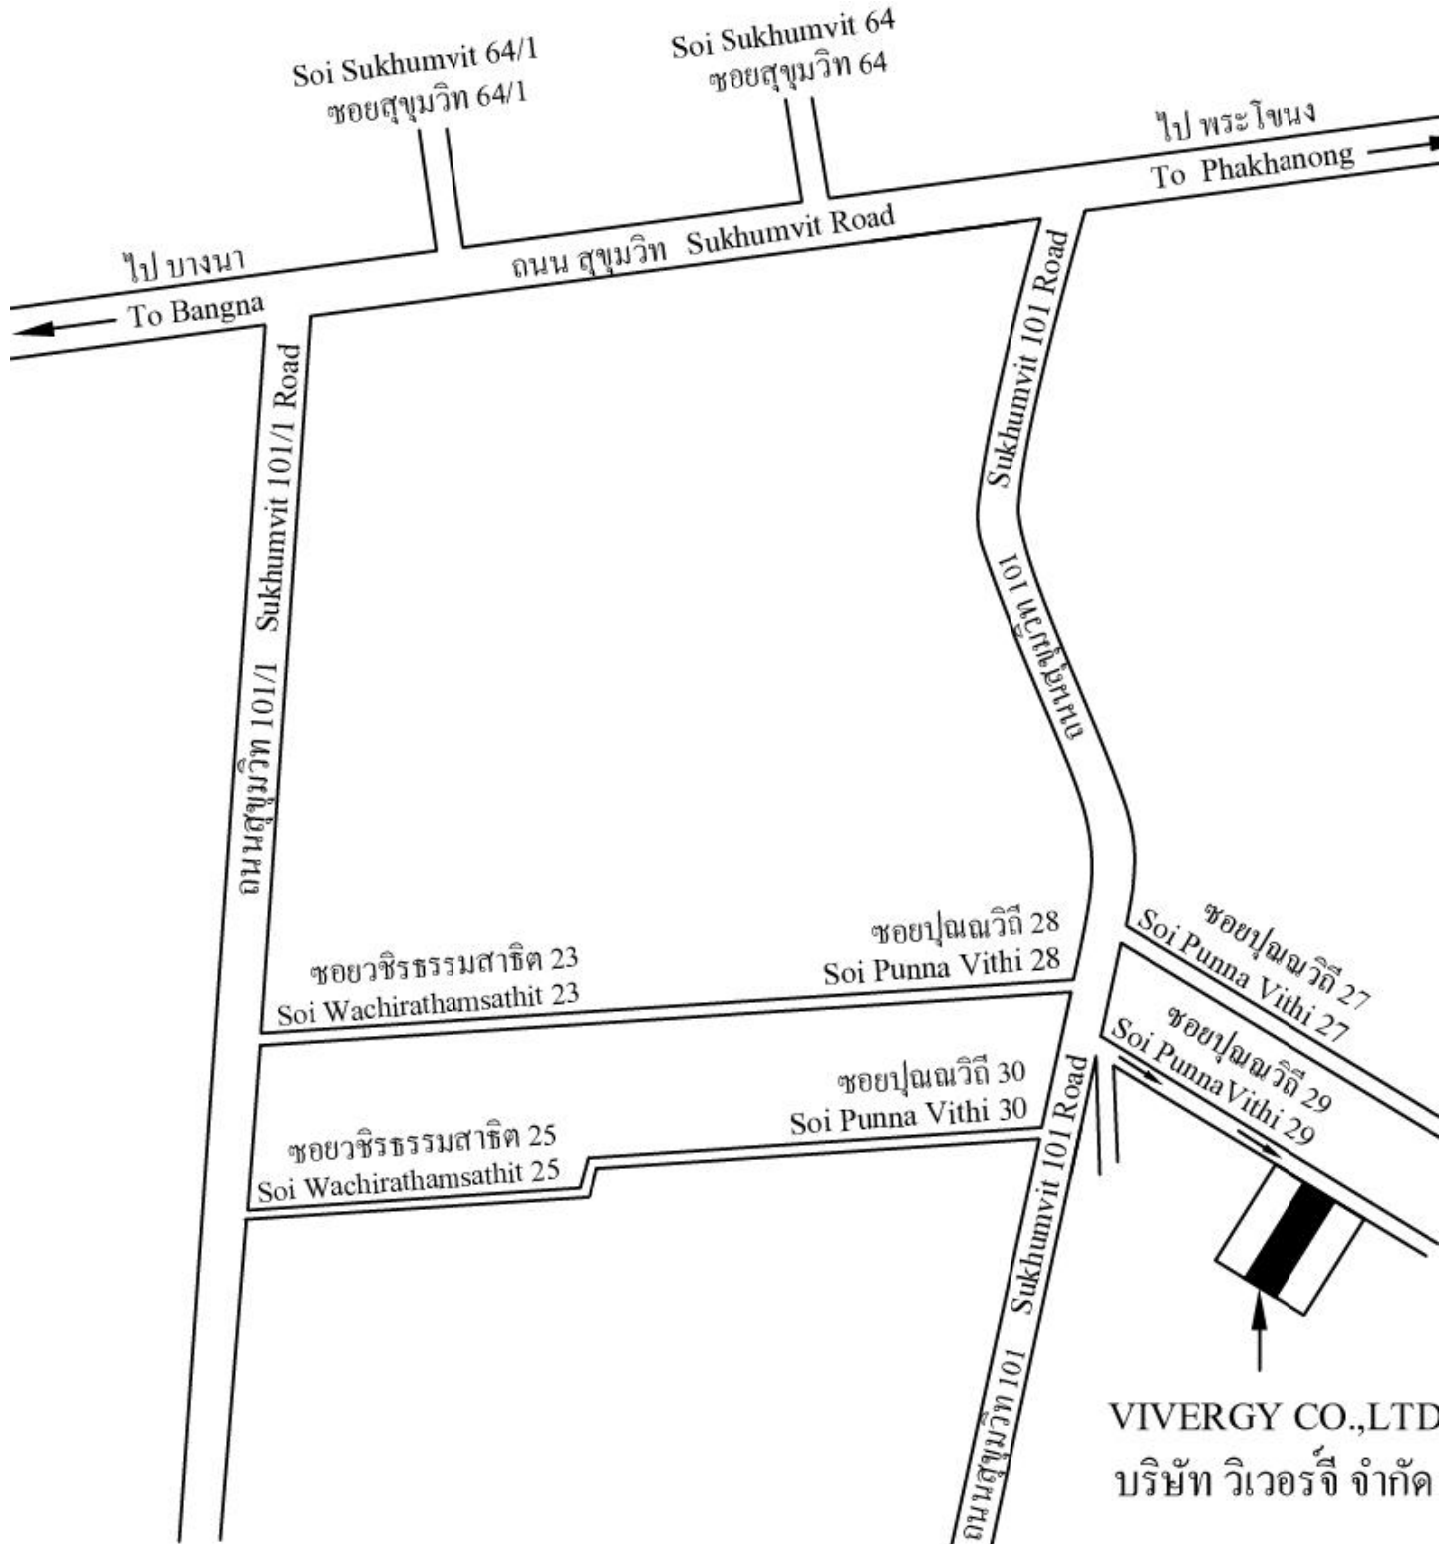 Soi Sukhumvit 64/1
ซอยสุขุมวิท 64/1
Soi Sukhumvit 64
ซอยสุขุมวิท 64
ไป พระโขนง
To Phakhanong
ถนน สุขุมวิท Sukhumvit Road
ไป บางนา
To Bangna
Sukhumvit 101 Road
ถนนสุขุมวิท 101
ถนนสุขุมวิท 101/1 Sukhumvit 101/1 Road
ซอยปุณณวิถี 27
Soi Punna Vithi 27
ซอยปุณณวิถี 28
Soi Punna Vithi 28
ซอยวชิรธรรมสาธิต 23
Soi Wachirathamsathit 23
ซอยปุณณวิถี 29
Soi Punna Vithi 29
ซอยปุณณวิถี 30
Soi Punna Vithi 30
ซอยวชิรธรรมสาธิต 25
Soi Wachirathamsathit 25
ถนนสุขุมวิท 101 Sukhumvit 101 Road
VIVERGY CO.,LTD
บริษัท วิเวอร์จี จำกัด